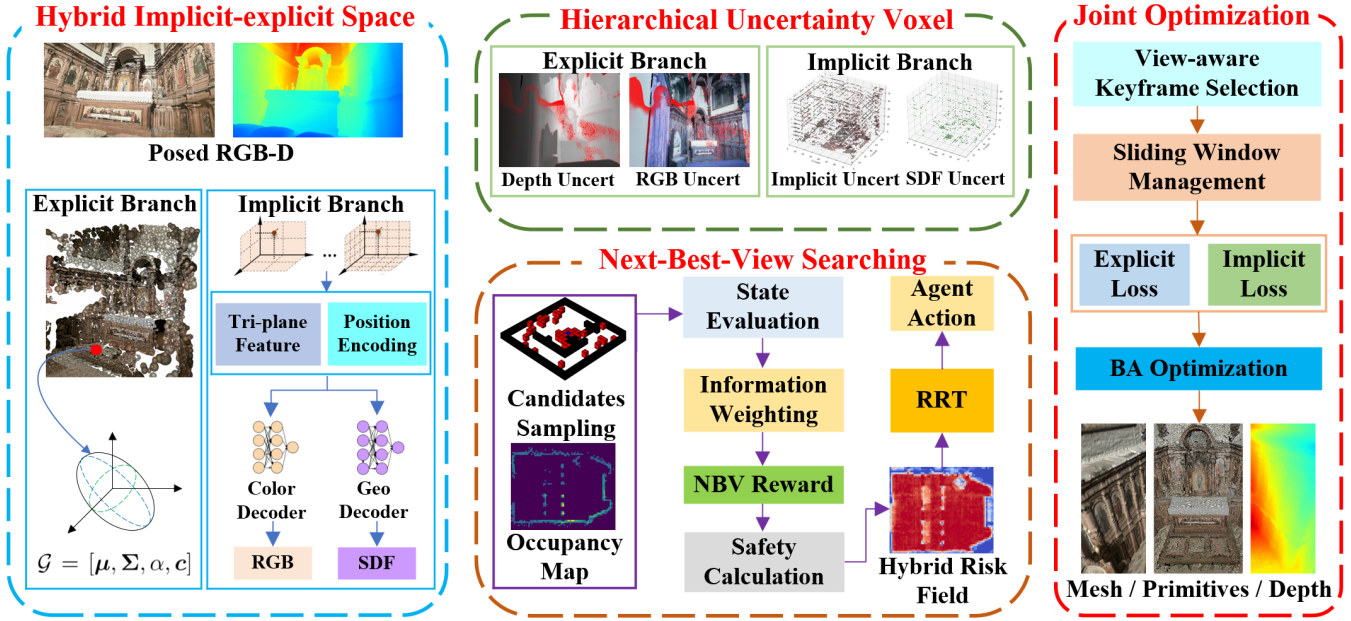 Hybrid Implicit-explicit Space
Posed RGB-D
Explicit Branch
𝒢 = [μ, Σ, α, c]
Implicit Branch
...
Tri-plane
Feature
Position
Encoding
Color
Decoder
Geo
Decoder
RGB
SDF
Hierarchical Uncertainty Voxel
Explicit Branch
Depth Uncert
RGB Uncert
Implicit Branch
Implicit Uncert
SDF Uncert
Next-Best-View Searching
Candidates
Sampling
Occupancy
Map
State
Evaluation
Information
Weighting
NBV Reward
Safety
Calculation
Agent
Action
RRT
Hybrid Risk
Field
Joint Optimization
View-aware
Keyframe Selection
Sliding Window
Management
Explicit
Loss
Implicit
Loss
BA Optimization
Mesh / Primitives / Depth